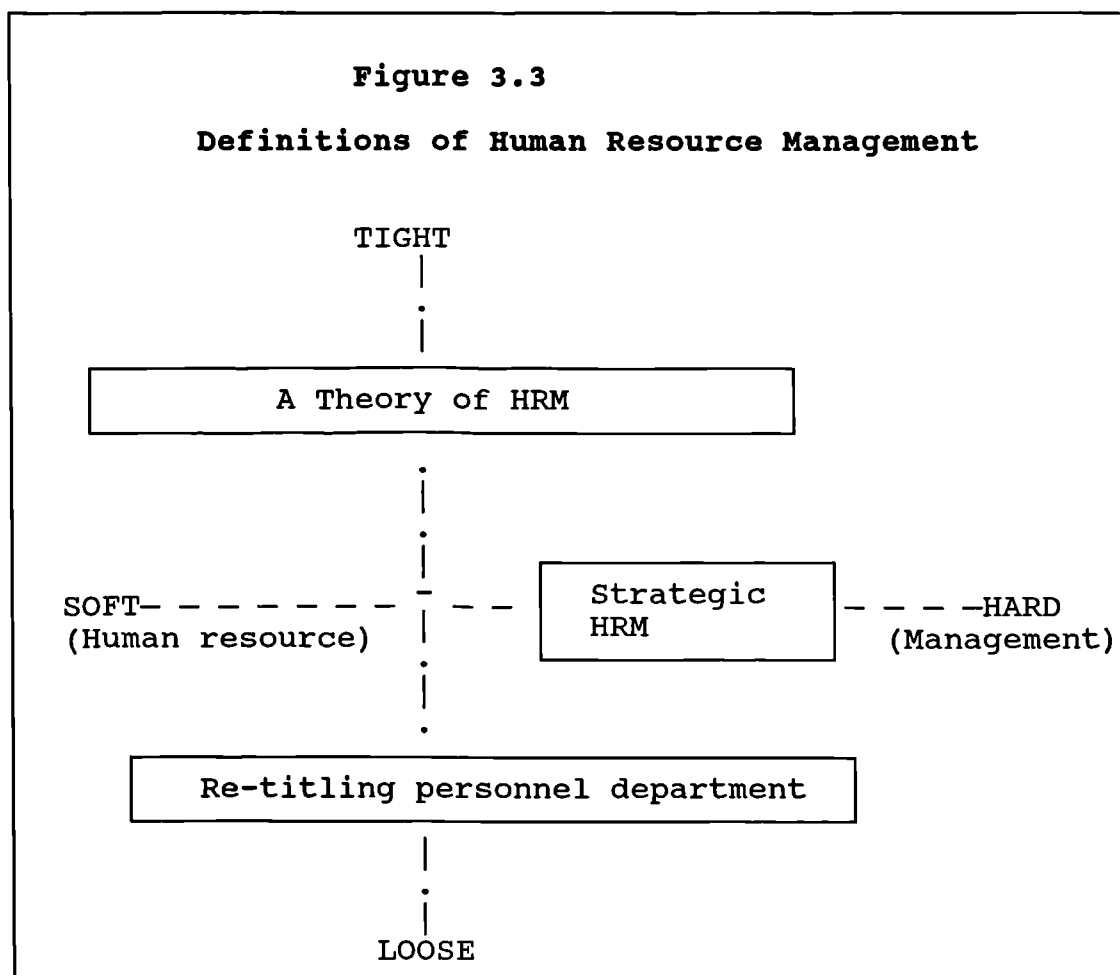 Figure 3.3
Definitions of Human Resource Management
TIGHT
A Theory of HRM
SOFT
(Human resource)
Strategic
HRM
HARD
(Management)
Re-titling personnel department
LOOSE